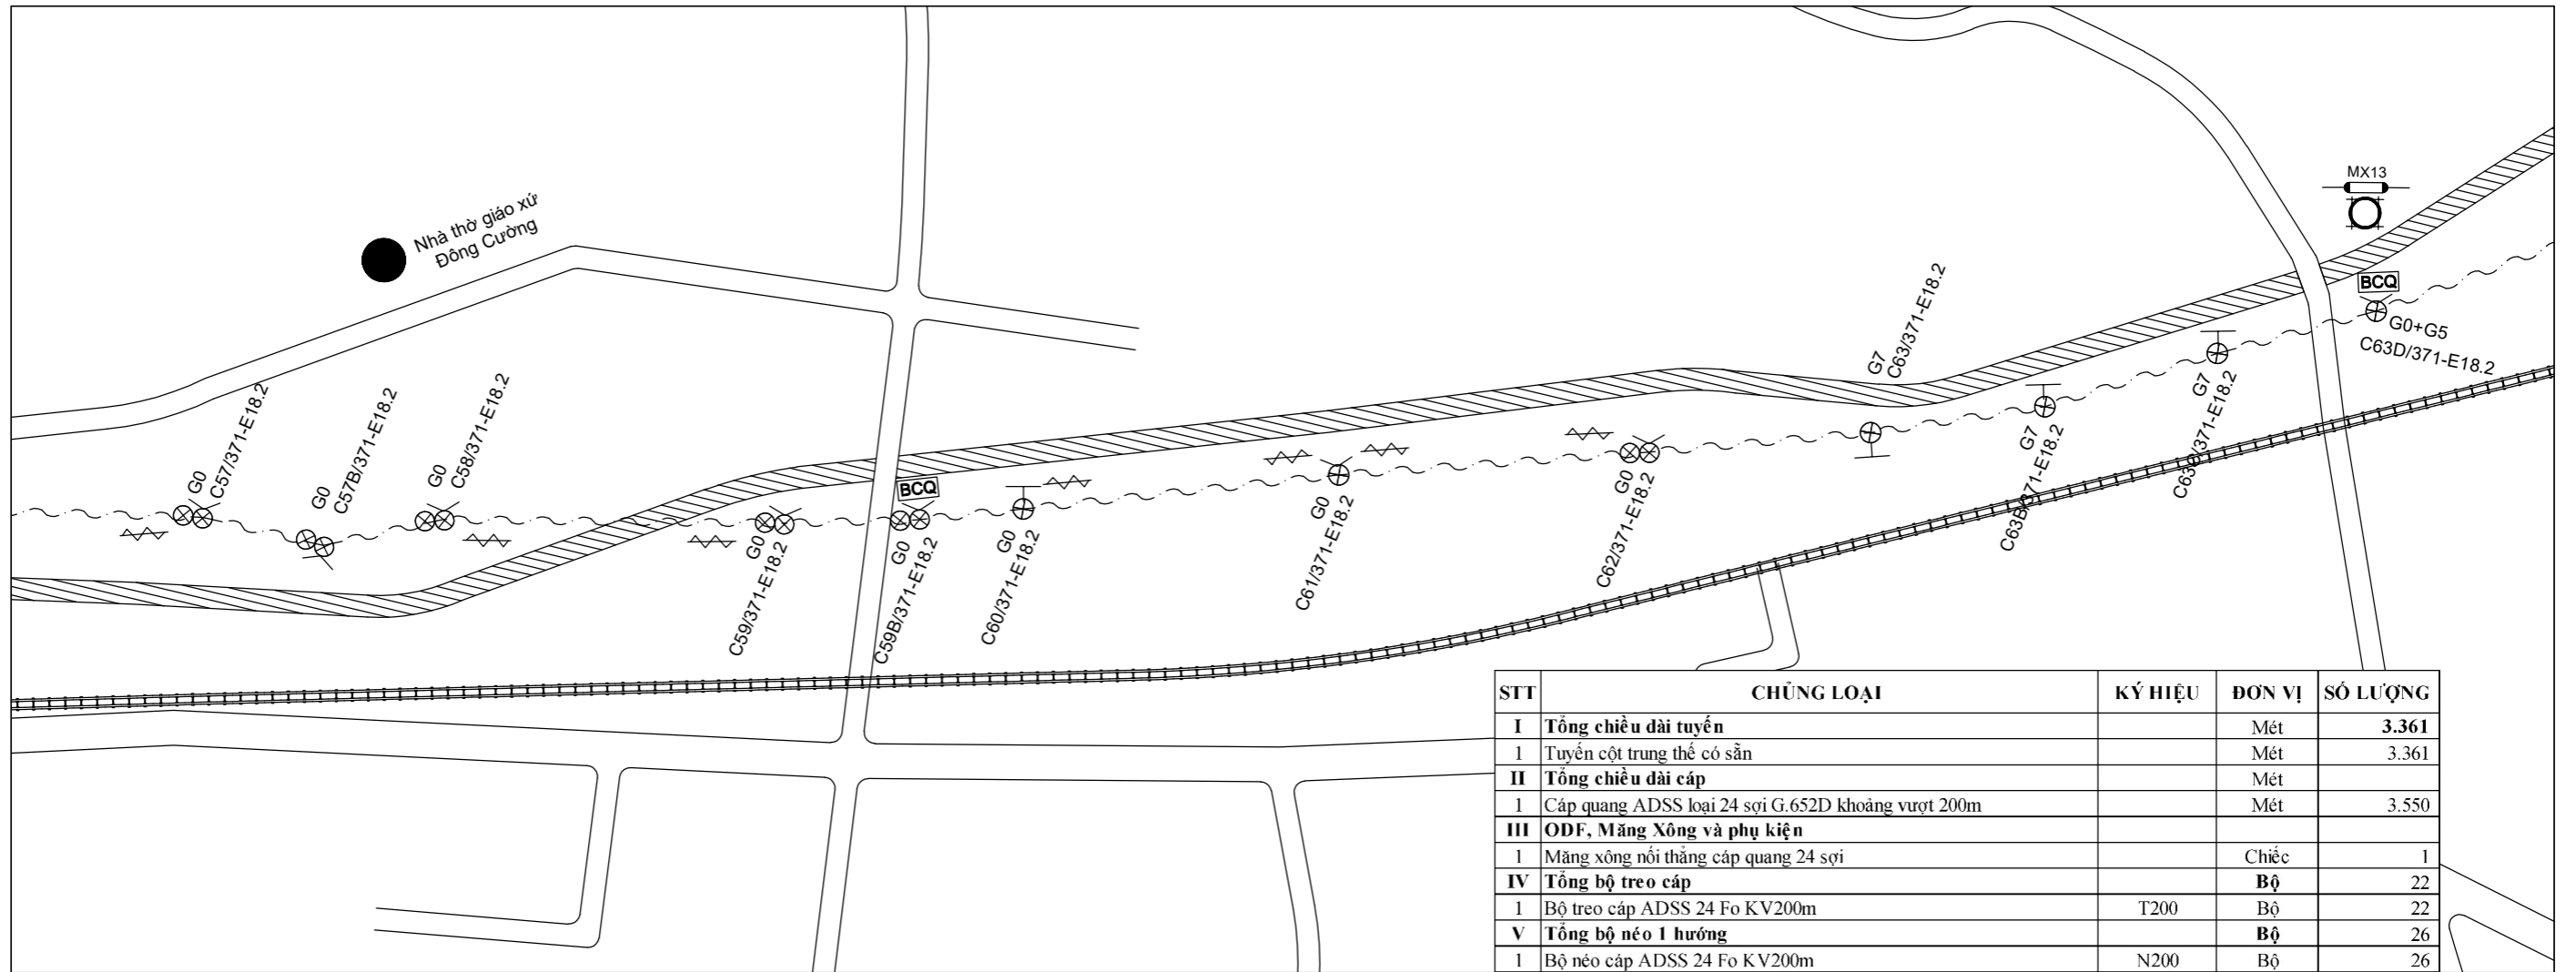 Nhà thờ giáo xứ
Đông Cường
G0
C57/371-E18.2
G0
C57B/371-E18.2
G0
C58/371-E18.2
G0
C59/371-E18.2
BCQ
G0
C59B/371-E18.2
G0
C60/371-E18.2
G0
C61/371-E18.2
G0
C62/371-E18.2
G7
C63/371-E18.2
G7
C63B/371-E18.2
G7
C63C/371-E18.2
MX13
BCQ
G0+G5
C63D/371-E18.2
STT CHỦNG LOẠI KÝ HIỆU ĐƠN VỊ SỐ LƯỢNG
I Tổng chiều dài tuyến Mét 3.361
1 Tuyến cột trung thế có sẵn Mét 3.361
II Tổng chiều dài cáp Mét
1 Cáp quang ADSS loại 24 sợi G.652D khoảng vượt 200m Mét 3.550
III ODF, Măng Xông và phụ kiện
1 Măng xông nối thẳng cáp quang 24 sợi Chiếc 1
IV Tổng bộ treo cáp Bộ 22
1 Bộ treo cáp ADSS 24 Fo KV200m T200 Bộ 22
V Tổng bộ néo 1 hướng Bộ 26
1 Bộ néo cáp ADSS 24 Fo KV200m N200 Bộ 26